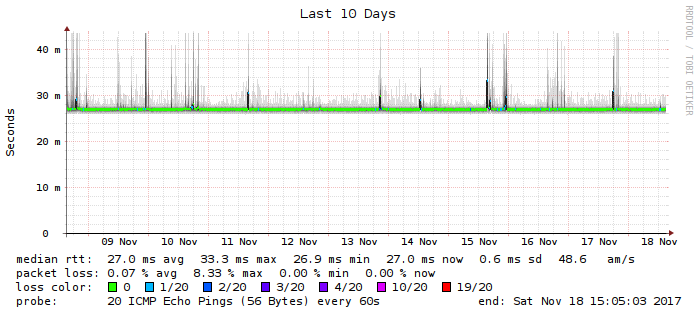 Last 10 Days
RRDTOOL / TOBI OETIKER
Seconds
40 m
30 m
20 m
10 m
0
09 Nov 10 Nov 11 Nov 12 Nov 13 Nov 14 Nov 15 Nov 16 Nov 17 Nov 18 Nov
median rtt: 27.0 ms avg 33.3 ms max 26.9 ms min 27.0 ms now 0.6 ms sd 48.6 am/s
packet loss: 0.07 % avg 8.33 % max 0.00 % min 0.00 % now
loss color: 0 1/20 2/20 3/20 4/20 10/20 19/20
probe: 20 ICMP Echo Pings (56 Bytes) every 60s end: Sat Nov 18 15:05:03 2017